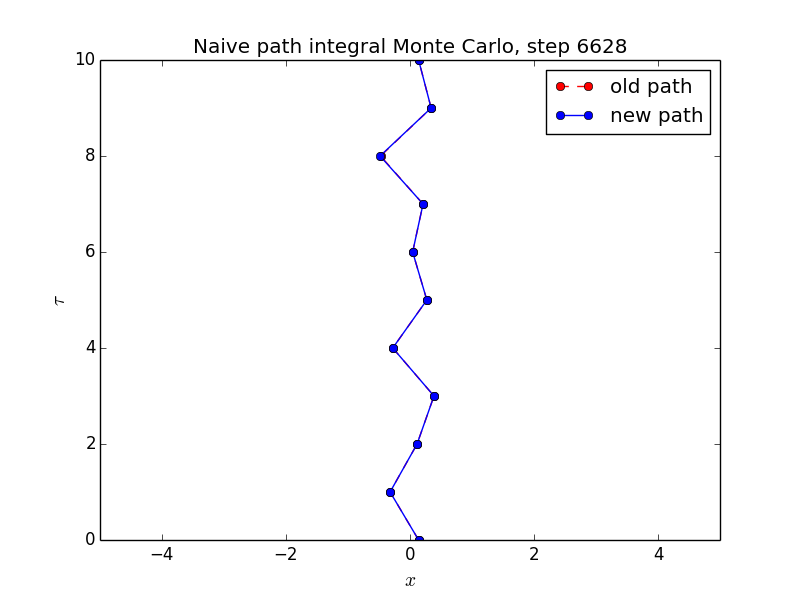 Naive path integral Monte Carlo, step 6628
old path
new path
10
8
6
4
2
0
τ
−4 −2 0 2 4
x